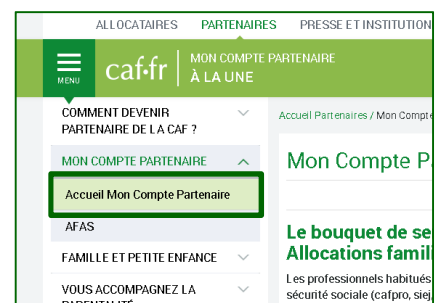 ALLOCATAIRES PARTENAIRES PRESSE ET INSTITUTION
MENU
caf.fr
MON COMPTE PARTENAIRE
À LA UNE
COMMENT DEVENIR
PARTENAIRE DE LA CAF ?
MON COMPTE PARTENAIRE
Accueil Mon Compte Partenaire
AFAS
FAMILLE ET PETITE ENFANCE
VOUS ACCOMPAGNEZ LA
PARENTALITÉ
Accueil Partenaires / Mon Compte
Mon Compte P
Le bouquet de se
Allocations famil
Les professionnels habitués
sécurité sociale (cafpro, siej